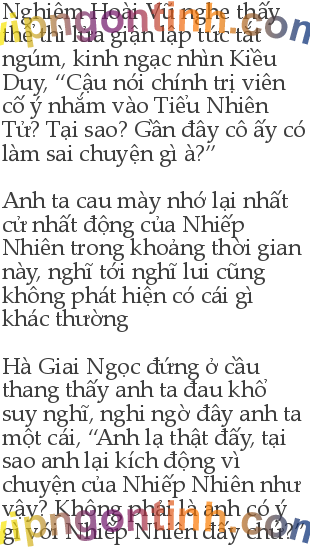 Nghiêm Hoài Vũ nghe thấy
thế thì lửa giận lập tức tắt
ngúm, kinh ngạc nhìn Kiều
Duy, “Cậu nói chính trị viên
cố ý nhắm vào Tiểu Nhiên
Tử? Tại sao? Gần đây cô ấy có
làm sai chuyện gì à?”
Anh ta cau mày nhớ lại nhất
cử nhất động của Nhiếp
Nhiên trong khoảng thời gian
này, nghĩ tới nghĩ lui cũng
không phát hiện có cái gì
khác thường
Hà Giai Ngọc đứng ở cầu
thang thấy anh ta đau khổ
suy nghĩ, nghi ngờ đẩy anh ta
một cái, “Anh lạ thật đấy, tại
sao anh lại kích động vì
chuyện của Nhiếp Nhiên như
vậy? Không phải là anh có ý
gì với Nhiếp Nhiên đấy chứ?”
vipngontinh.com
vipngontinh.com